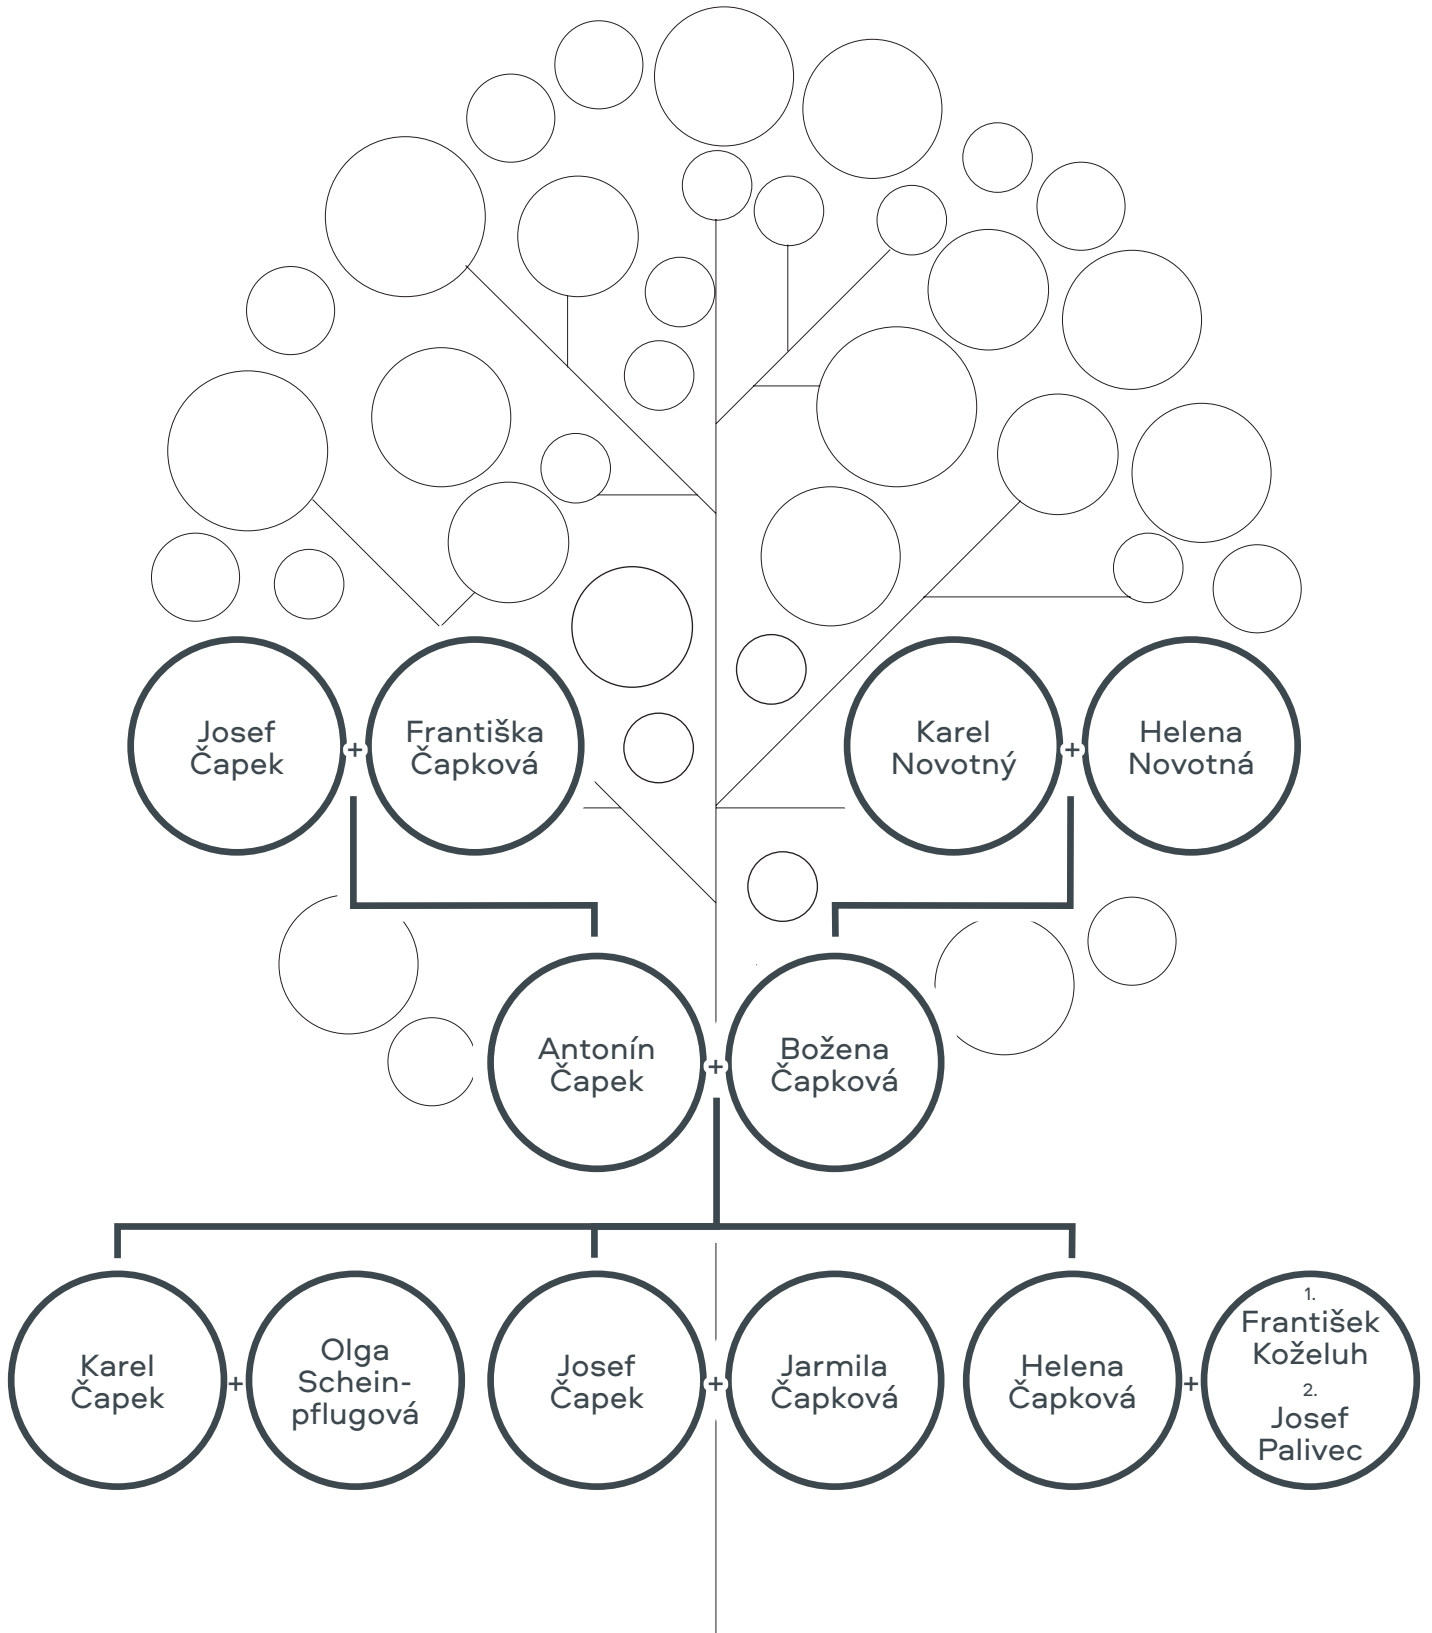 Josef
Čapek
+
Františka
Čapková
Karel
Novotný
+
Helena
Novotná
Antonín
Čapek
+
Božena
Čapková
Karel
Čapek
+
Olga
Schein-
pflugová
Josef
Čapek
+
Jarmila
Čapková
Helena
Čapková
+
1.
František
Koželuh
2.
Josef
Palivec